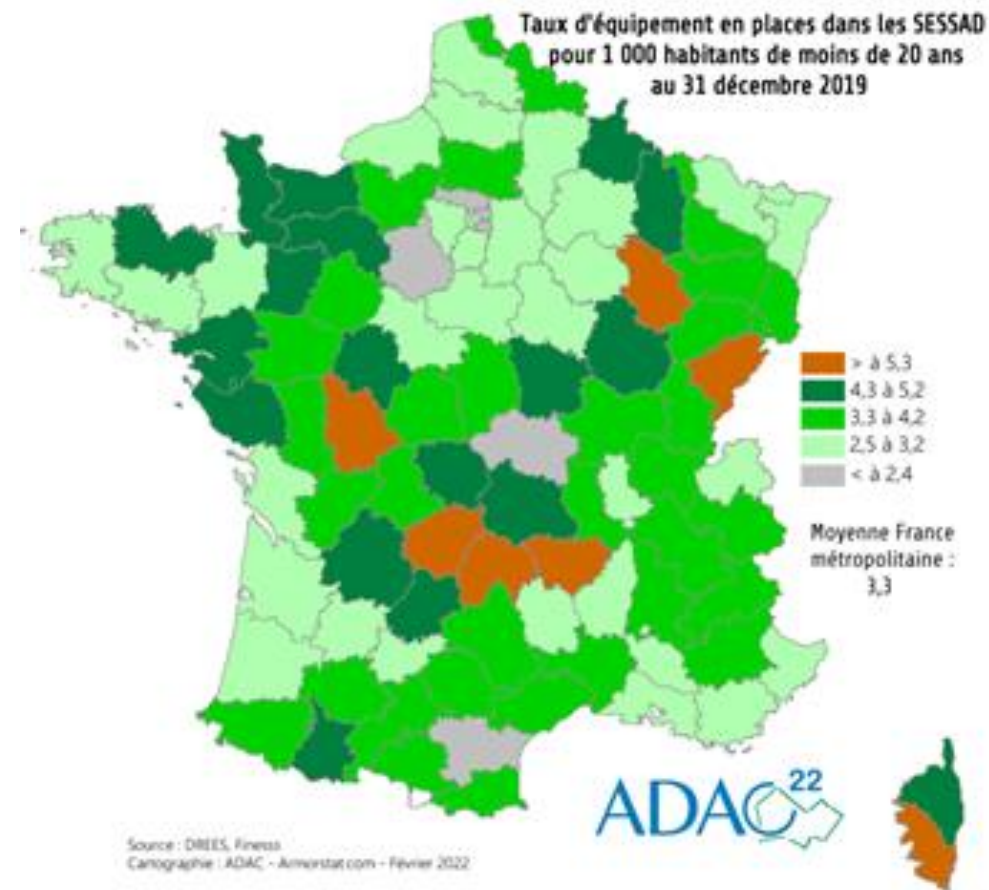 Taux d'équipement en places dans les SESSAD
pour 1 000 habitants de moins de 20 ans
au 31 décembre 2019
> à 5,3
4,3 à 5,2
3,3 à 4,2
2,5 à 3,2
< à 2,4
Moyenne France
métropolitaine :
3,3
ADAC 22
Source : DREES, Finess
Cartographie : ADAC - Armorstat.com - Février 2022